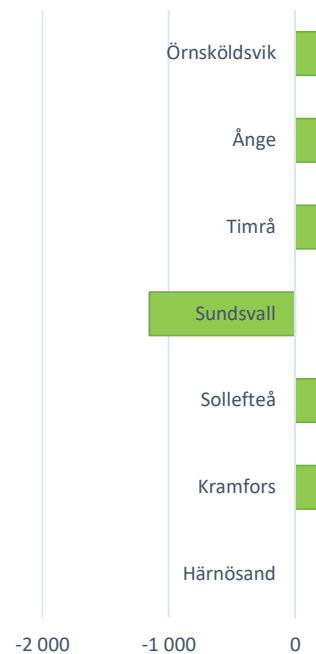 Örnsköldsvik
Ånge
Timrå
Sundsvall
Sollefteå
Kramfors
Härnösand
-2 000 -1 000 0